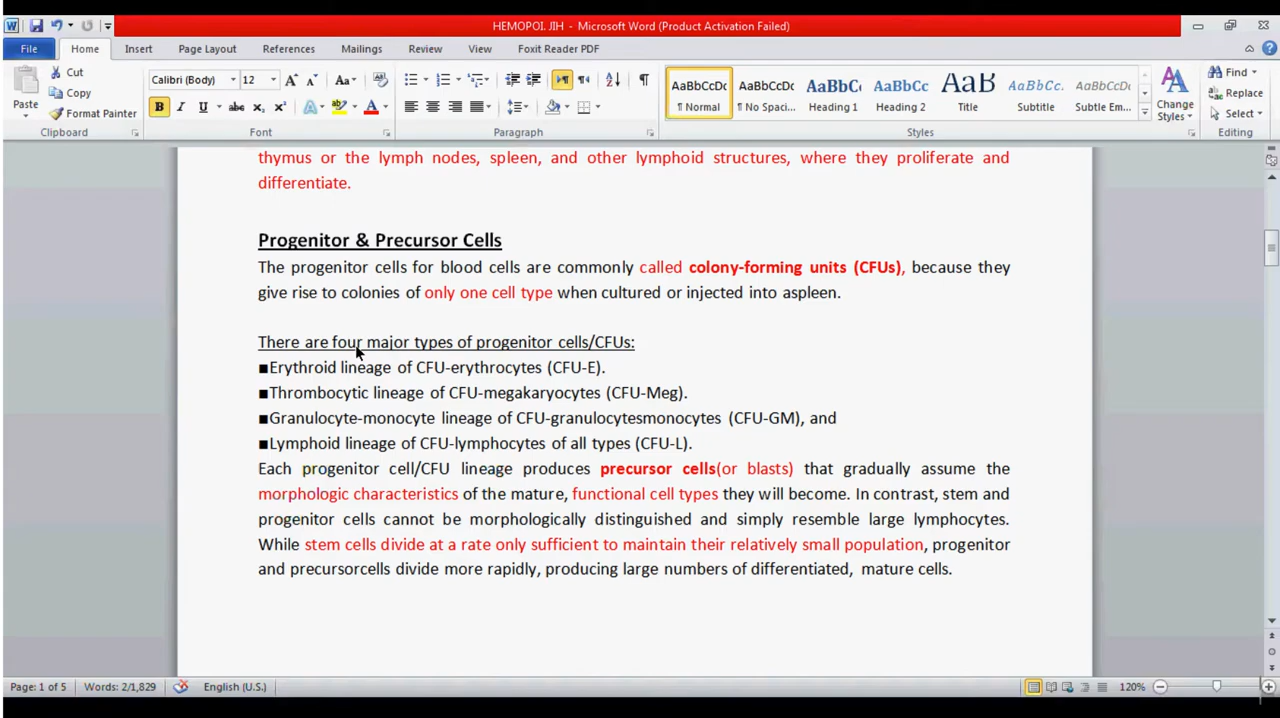 HEMOPOI. JIH - Microsoft Word (Product Activation Failed)
File Home Insert Page Layout References Mailings Review View Foxit Reader PDF
Paste
Cut
Copy
Format Painter
Calibri (Body) 12
AaBbCcDc AaBbCcDc AaBbC AaBbCc AaB AaBbCc. AaBbCcDc
¶ Normal ¶ No Spaci... Heading 1 Heading 2 Title Subtitle Subtle Em...
Change Styles
Find
Replace
Select
Clipboard Font Paragraph Styles Editing
thymus or the lymph nodes, spleen, and other lymphoid structures, where they proliferate and
differentiate.
Progenitor & Precursor Cells
The progenitor cells for blood cells are commonly called colony-forming units (CFUs), because they
give rise to colonies of only one cell type when cultured or injected into aspleen.
There are four major types of progenitor cells/CFUs:
■Erythroid lineage of CFU-erythrocytes (CFU-E).
■Thrombocytic lineage of CFU-megakaryocytes (CFU-Meg).
■Granulocyte-monocyte lineage of CFU-granulocytesmonocytes (CFU-GM), and
■Lymphoid lineage of CFU-lymphocytes of all types (CFU-L).
Each progenitor cell/CFU lineage produces precursor cells(or blasts) that gradually assume the
morphologic characteristics of the mature, functional cell types they will become. In contrast, stem and
progenitor cells cannot be morphologically distinguished and simply resemble large lymphocytes.
While stem cells divide at a rate only sufficient to maintain their relatively small population, progenitor
and precursorcells divide more rapidly, producing large numbers of differentiated, mature cells.
Page: 1 of 5 Words: 2/1,829 English (U.S.) 120%